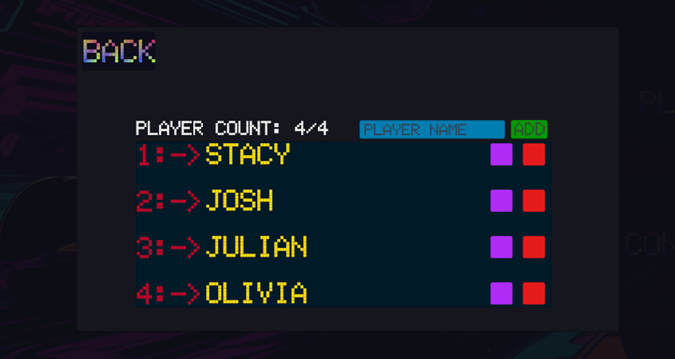 BACK
PLAYER COUNT: 4/4 PLAYER NAME ADD
1:->STACY
2:->JOSH
3:->JULIAN
4:->OLIVIA